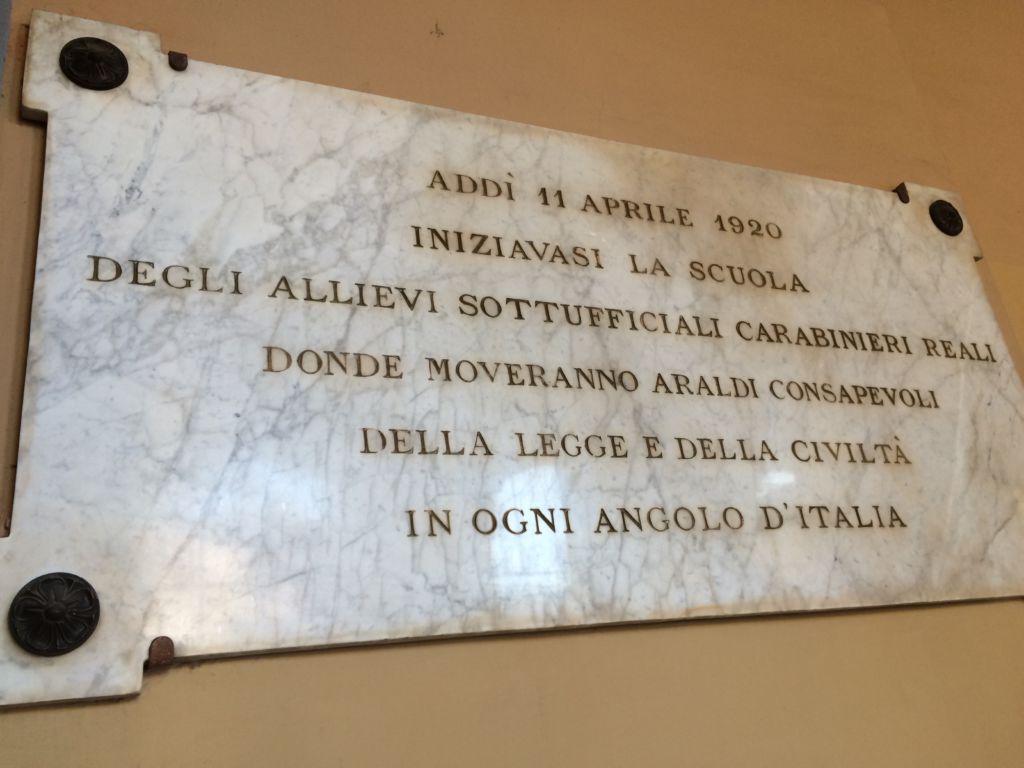 ADDÌ 11 APRILE 1920
INIZIAVASI LA SCUOLA
DEGLI ALLIEVI SOTTUFFICIALI CARABINIERI REALI
DONDE MOVERANNO ARALDI CONSAPEVOLI
DELLA LEGGE E DELLA CIVILTÀ
IN OGNI ANGOLO D'ITALIA